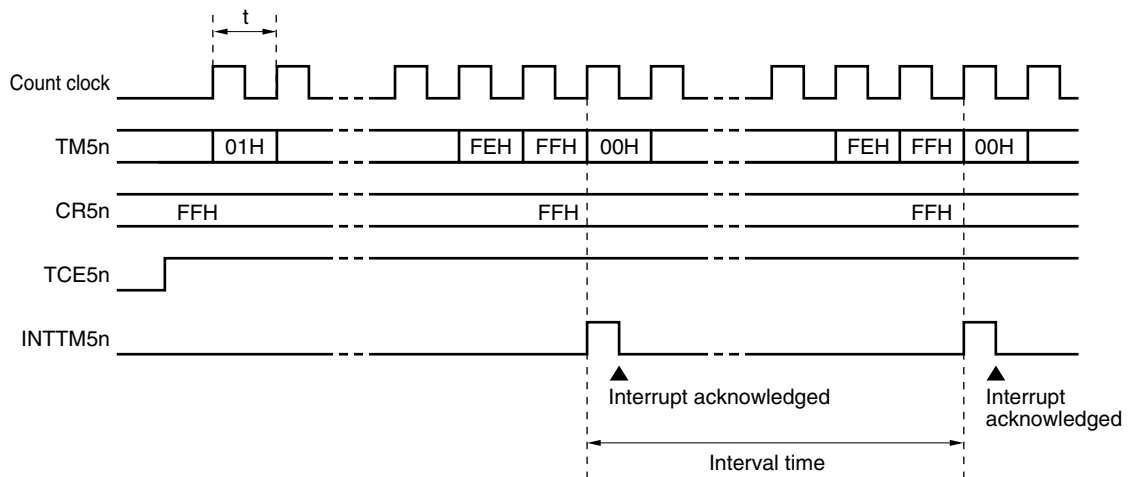 t
Count clock
TM5n 01H FEH FFH 00H FEH FFH 00H
CR5n FFH FFH FFH
TCE5n
INTTM5n
Interrupt acknowledged Interrupt
acknowledged
Interval time